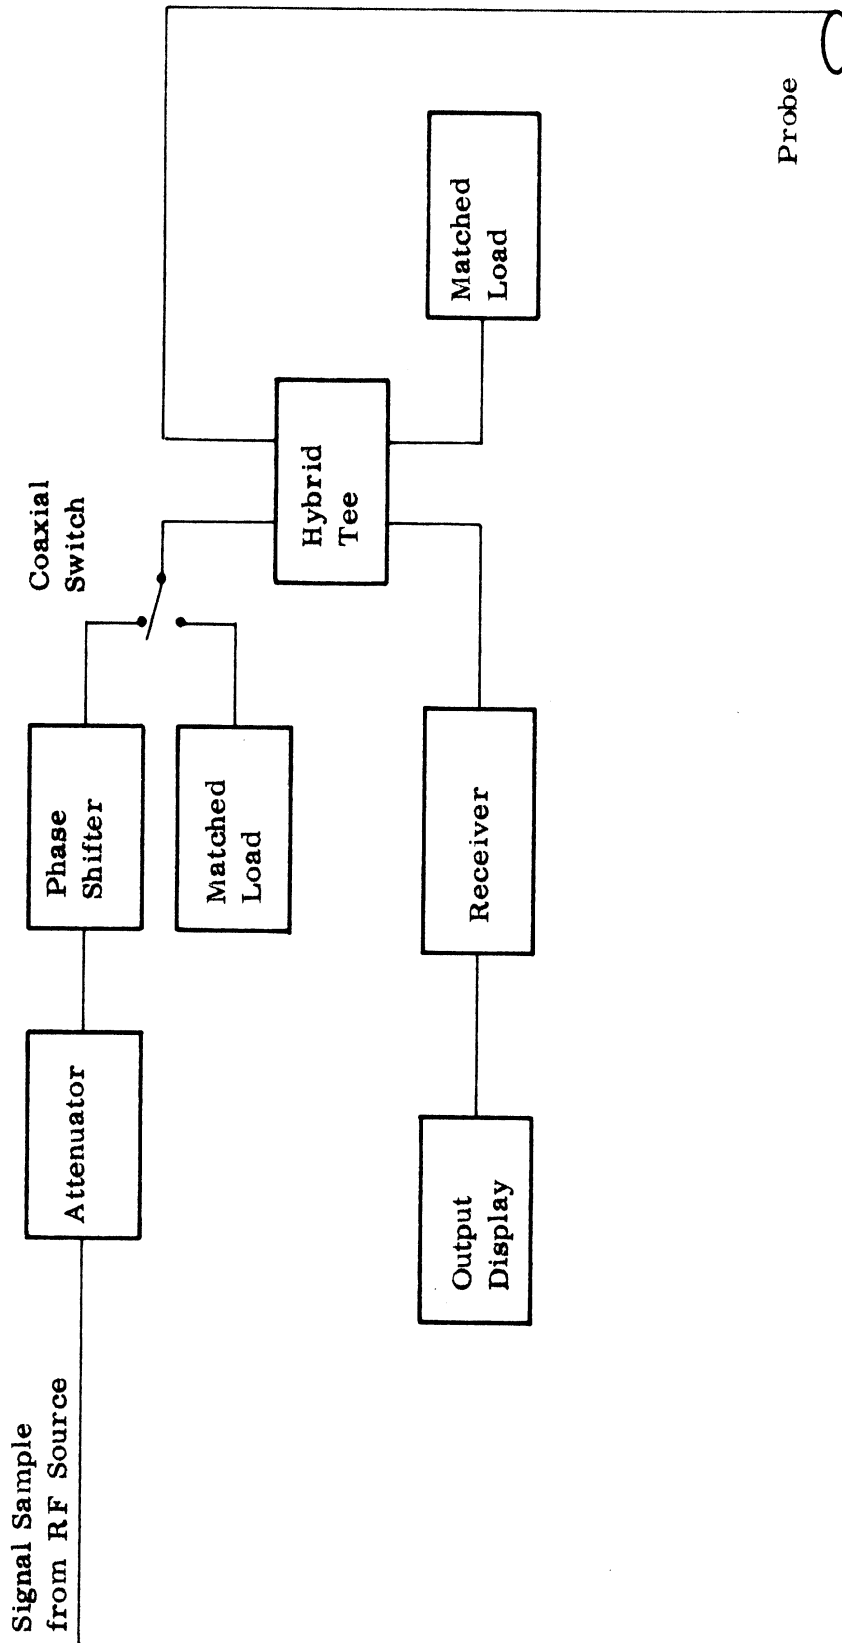 Signal Sample
from RF Source
Attenuator
Phase
Shifter
Coaxial
Switch
Matched
Load
Hybrid
Tee
Matched
Load
Output
Display
Receiver
Probe